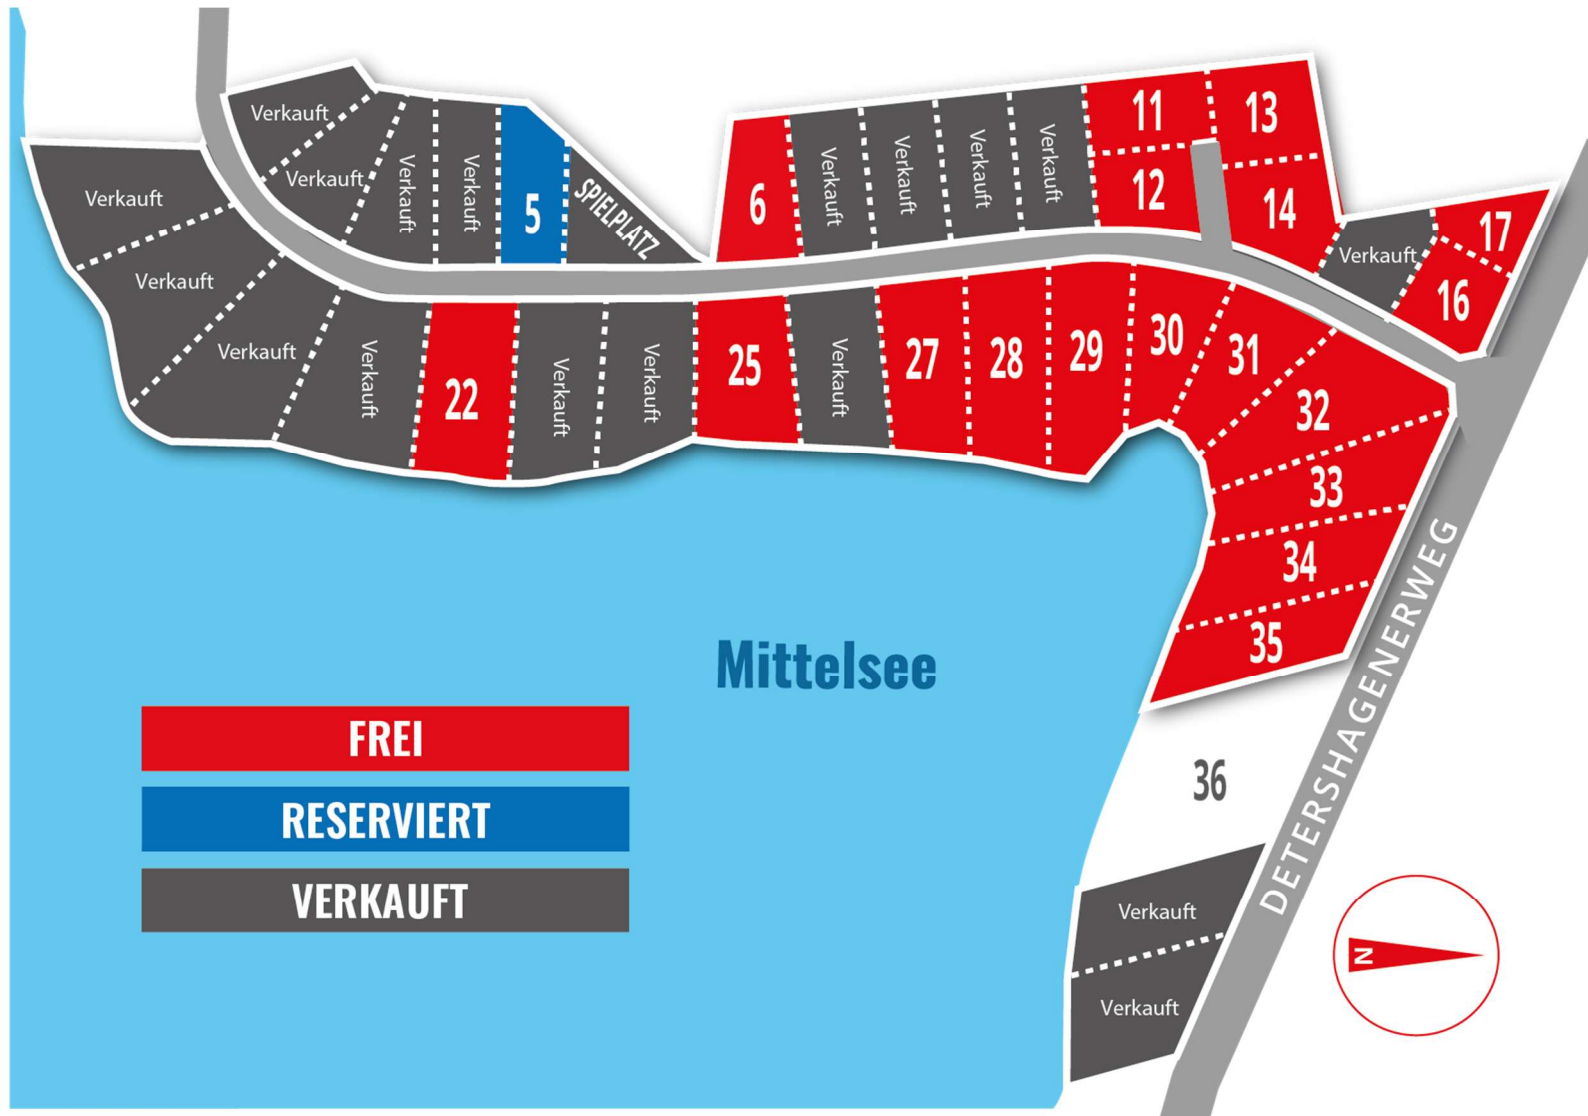 Verkauft
Verkauft
Verkauft
Verkauft
5
SPIELPLATZ
6
Verkauft
Verkauft
Verkauft
Verkauft
11
12
13
14
Verkauft
16
17
Verkauft
Verkauft
Verkauft
Verkauft
22
Verkauft
Verkauft
25
Verkauft
27
28
29
30
31
32
33
34
35
36
Verkauft
Verkauft
DETERSHAGENERWEG
Mittelsee
FREI
RESERVIERT
VERKAUFT
N